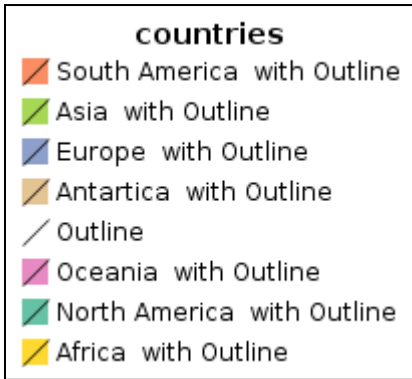 countries
South America with Outline
Asia with Outline
Europe with Outline
Antartica with Outline
Outline
Oceania with Outline
North America with Outline
Africa with Outline